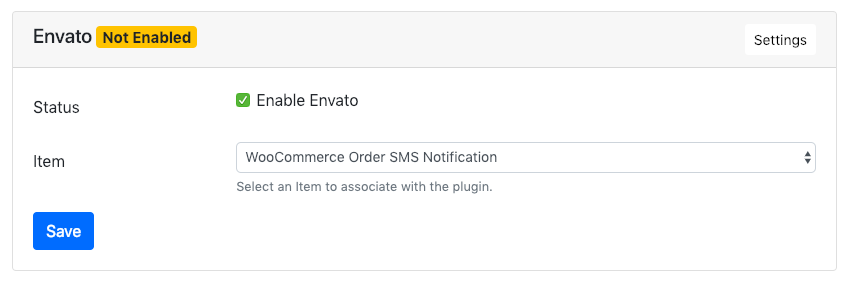 Envato Not Enabled
Settings
Status
Enable Envato
Item
WooCommerce Order SMS Notification
Select an Item to associate with the plugin.
Save